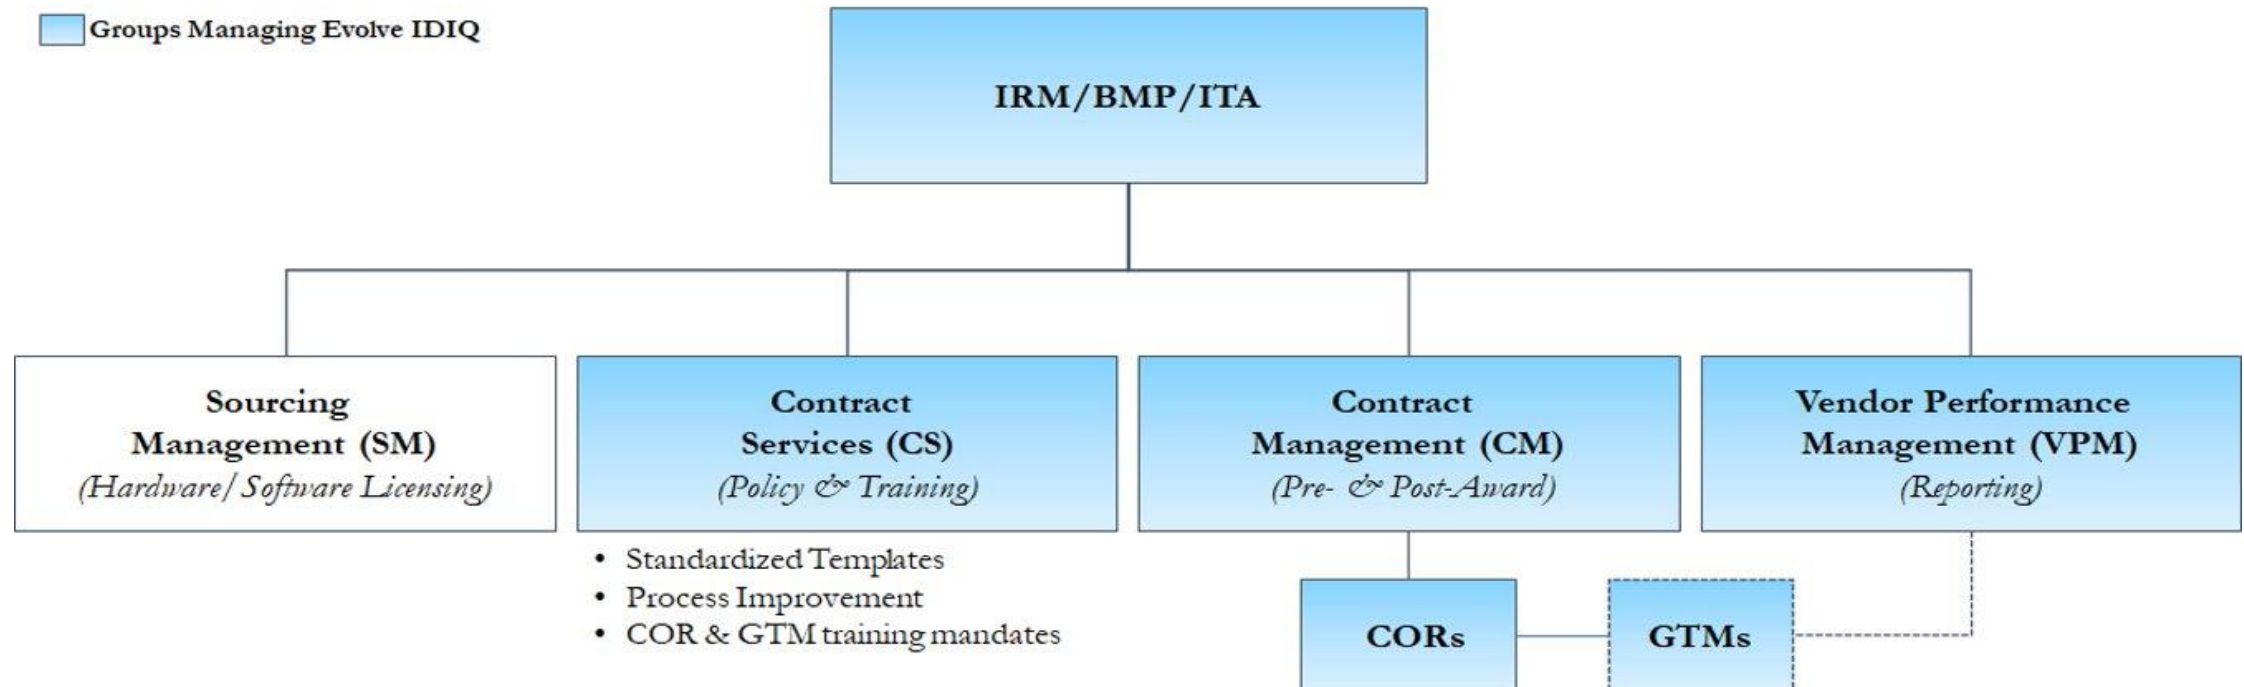 Groups Managing Evolve IDIQ
IRM/BMP/ITA
Sourcing
Management (SM)
(Hardware/Software Licensing)
Contract
Services (CS)
(Policy & Training)
Contract
Management (CM)
(Pre- & Post-Award)
Vendor Performance
Management (VPM)
(Reporting)
• Standardized Templates
• Process Improvement
• COR & GTM training mandates
CORs
GTMs